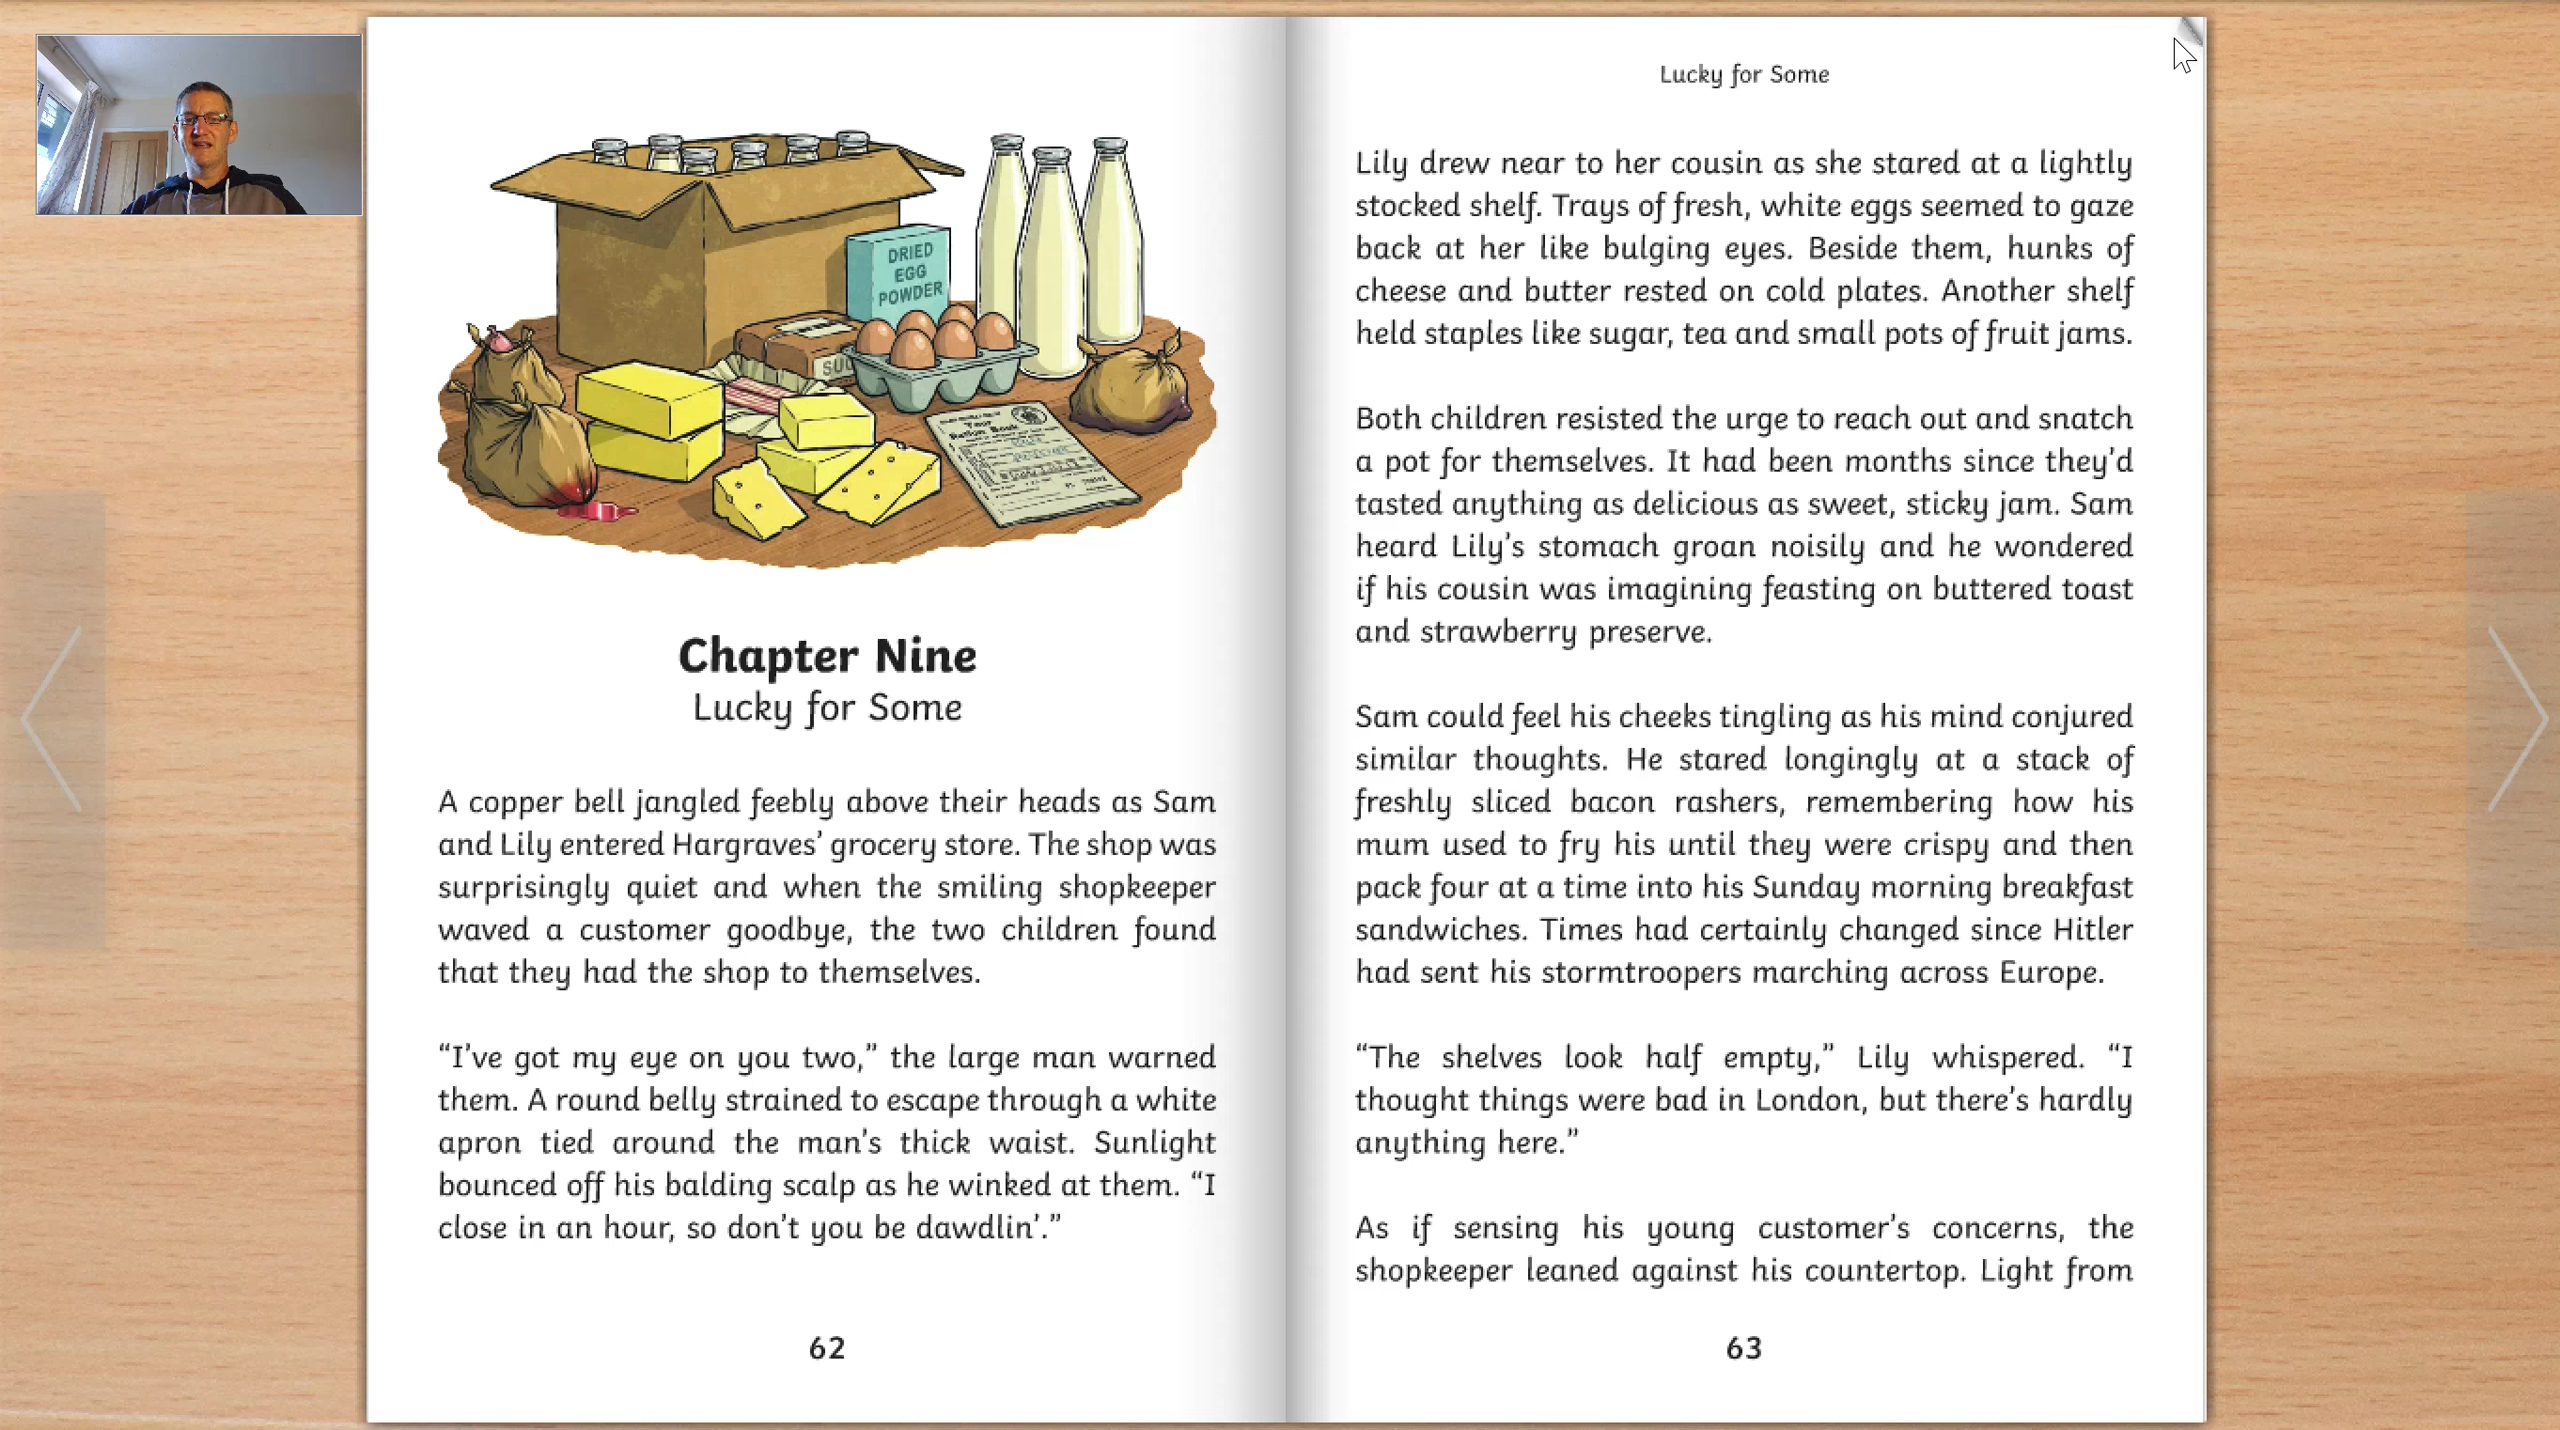 DRIED
EGG
POWDER
SU
Your
Ration Book
Chapter Nine
Lucky for Some
A copper bell jangled feebly above their heads as Sam
and Lily entered Hargraves’ grocery store. The shop was
surprisingly quiet and when the smiling shopkeeper
waved a customer goodbye, the two children found
that they had the shop to themselves.
“I’ve got my eye on you two,” the large man warned
them. A round belly strained to escape through a white
apron tied around the man’s thick waist. Sunlight
bounced off his balding scalp as he winked at them. “I
close in an hour, so don’t you be dawdlin’.”
62
Lucky for Some
Lily drew near to her cousin as she stared at a lightly
stocked shelf. Trays of fresh, white eggs seemed to gaze
back at her like bulging eyes. Beside them, hunks of
cheese and butter rested on cold plates. Another shelf
held staples like sugar, tea and small pots of fruit jams.
Both children resisted the urge to reach out and snatch
a pot for themselves. It had been months since they’d
tasted anything as delicious as sweet, sticky jam. Sam
heard Lily’s stomach groan noisily and he wondered
if his cousin was imagining feasting on buttered toast
and strawberry preserve.
Sam could feel his cheeks tingling as his mind conjured
similar thoughts. He stared longingly at a stack of
freshly sliced bacon rashers, remembering how his
mum used to fry his until they were crispy and then
pack four at a time into his Sunday morning breakfast
sandwiches. Times had certainly changed since Hitler
had sent his stormtroopers marching across Europe.
“The shelves look half empty,” Lily whispered. “I
thought things were bad in London, but there’s hardly
anything here.”
As if sensing his young customer’s concerns, the
shopkeeper leaned against his countertop. Light from
63